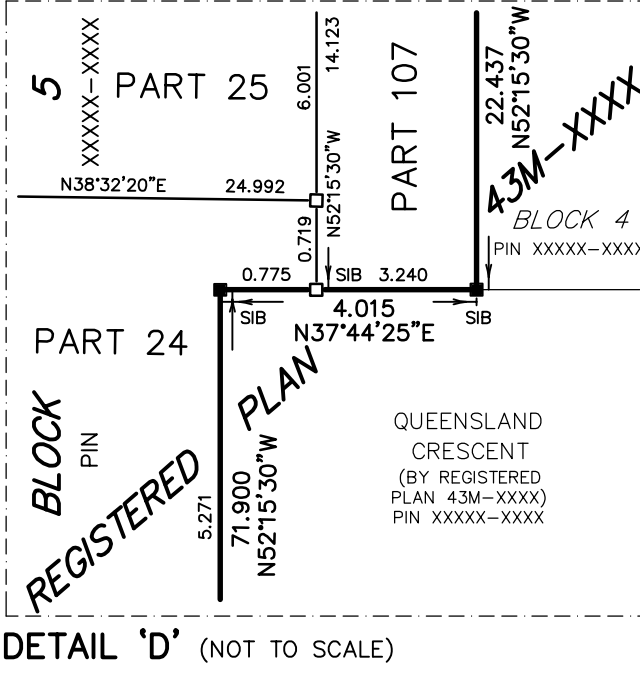 5
XXXXX–XXXX
PART 25
6.001
14.123
N52°15'30"W
PART 107
22.437
N52°15'30"W
43M–XXXX
N38°32'20"E
24.992
0.719
BLOCK 4
PIN XXXXX–XXXX
0.775
SIB
3.240
SIB
4.015
N37°44'25"E
SIB
PART 24
BLOCK
PIN
REGISTERED
PLAN
5.271
71.900
N52°15'30"W
QUEENSLAND
CRESCENT
(BY REGISTERED
PLAN 43M–XXXX)
PIN XXXXX–XXXX
DETAIL 'D' (NOT TO SCALE)